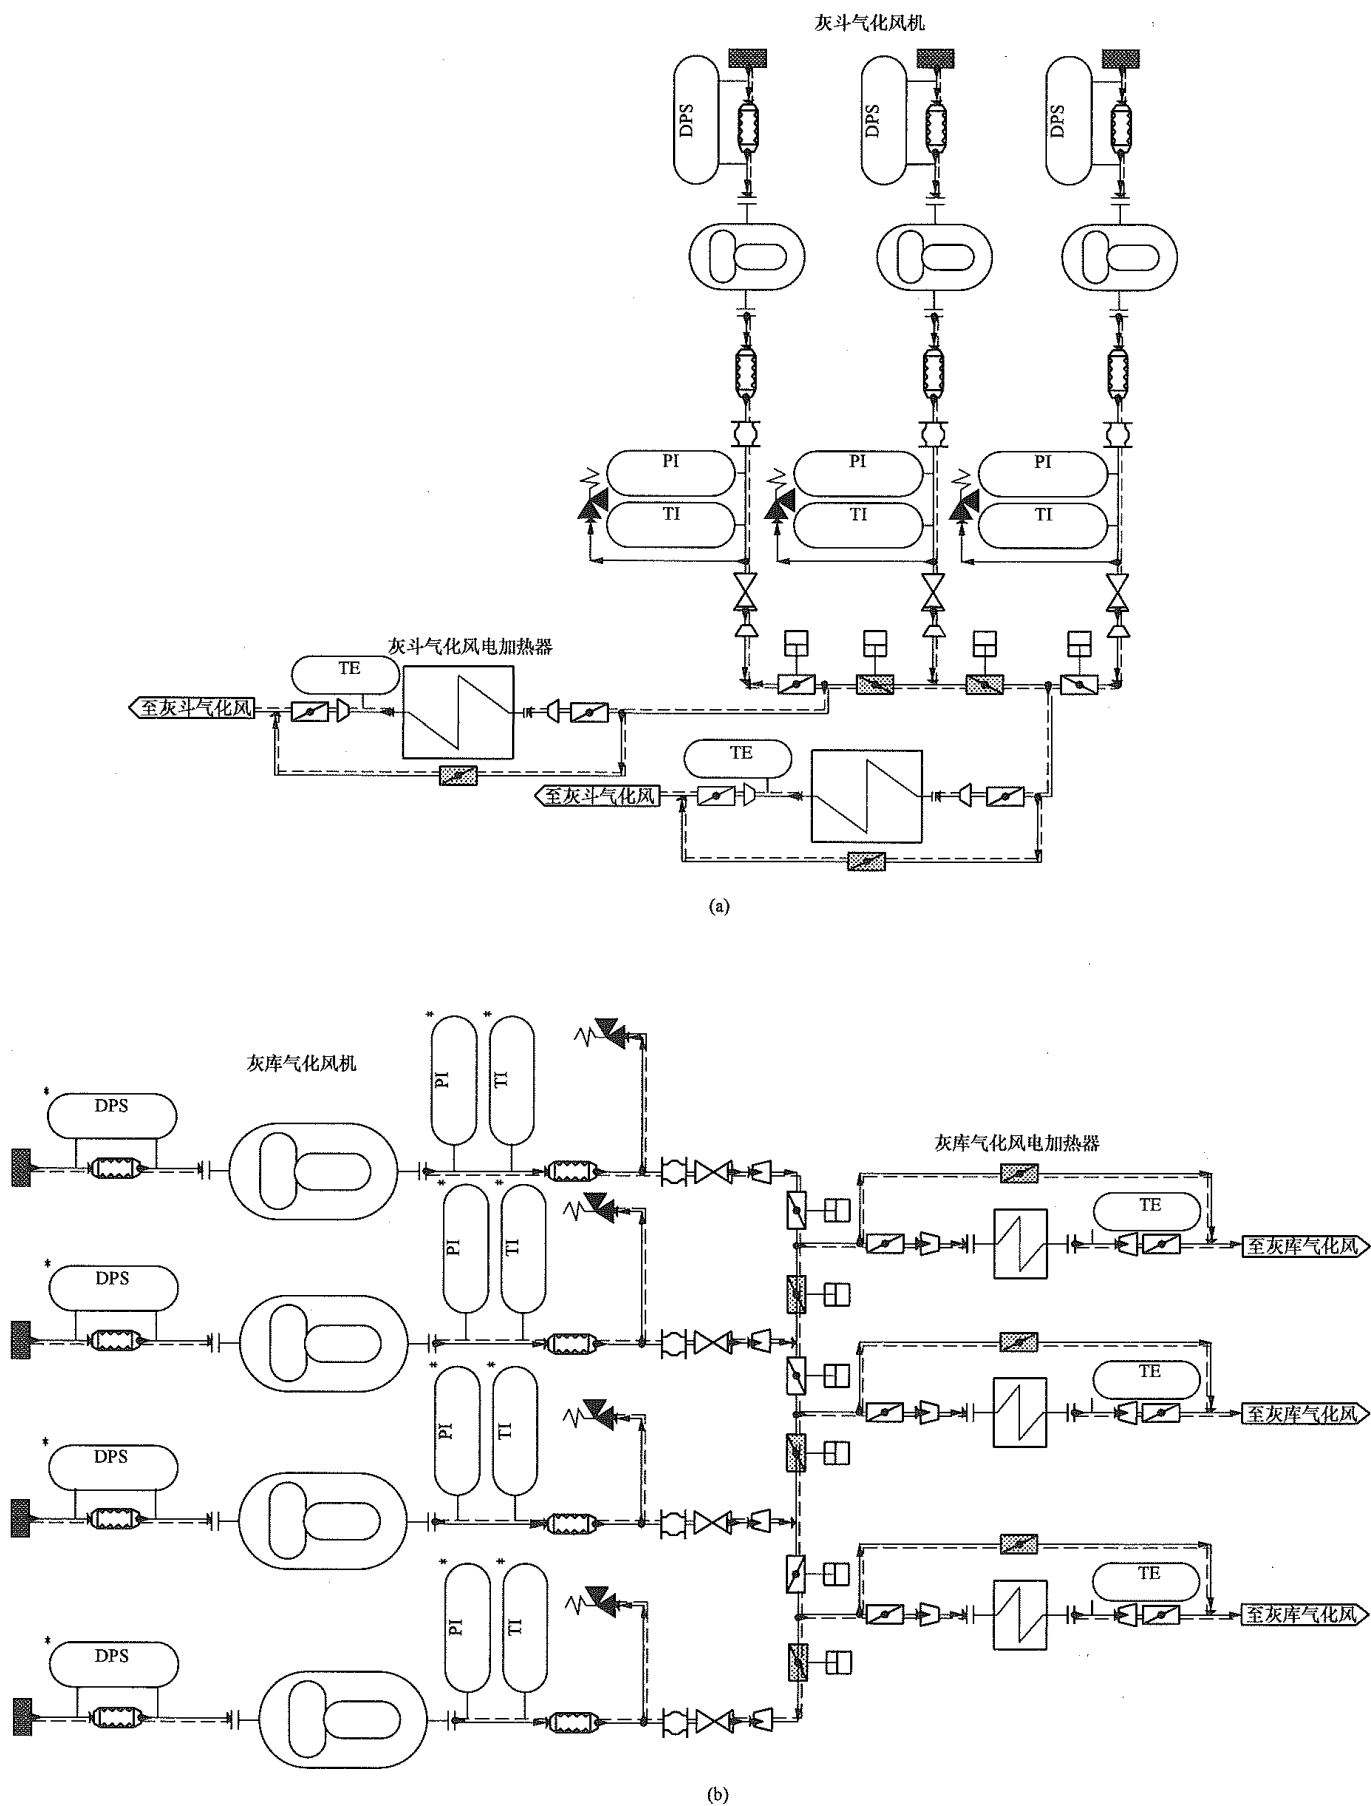 灰斗气化风机
DPS
DPS
DPS
PI
PI
PI
TI
TI
TI
灰斗气化风电加热器
TE
至灰斗气化风
TE
至灰斗气化风
(a)
灰库气化风机
* DPS
* PI
* TI
灰库气化风电加热器
TE
至灰库气化风
* DPS
* PI
* TI
TE
至灰库气化风
* DPS
* PI
* TI
TE
至灰库气化风
* DPS
* PI
* TI
(b)